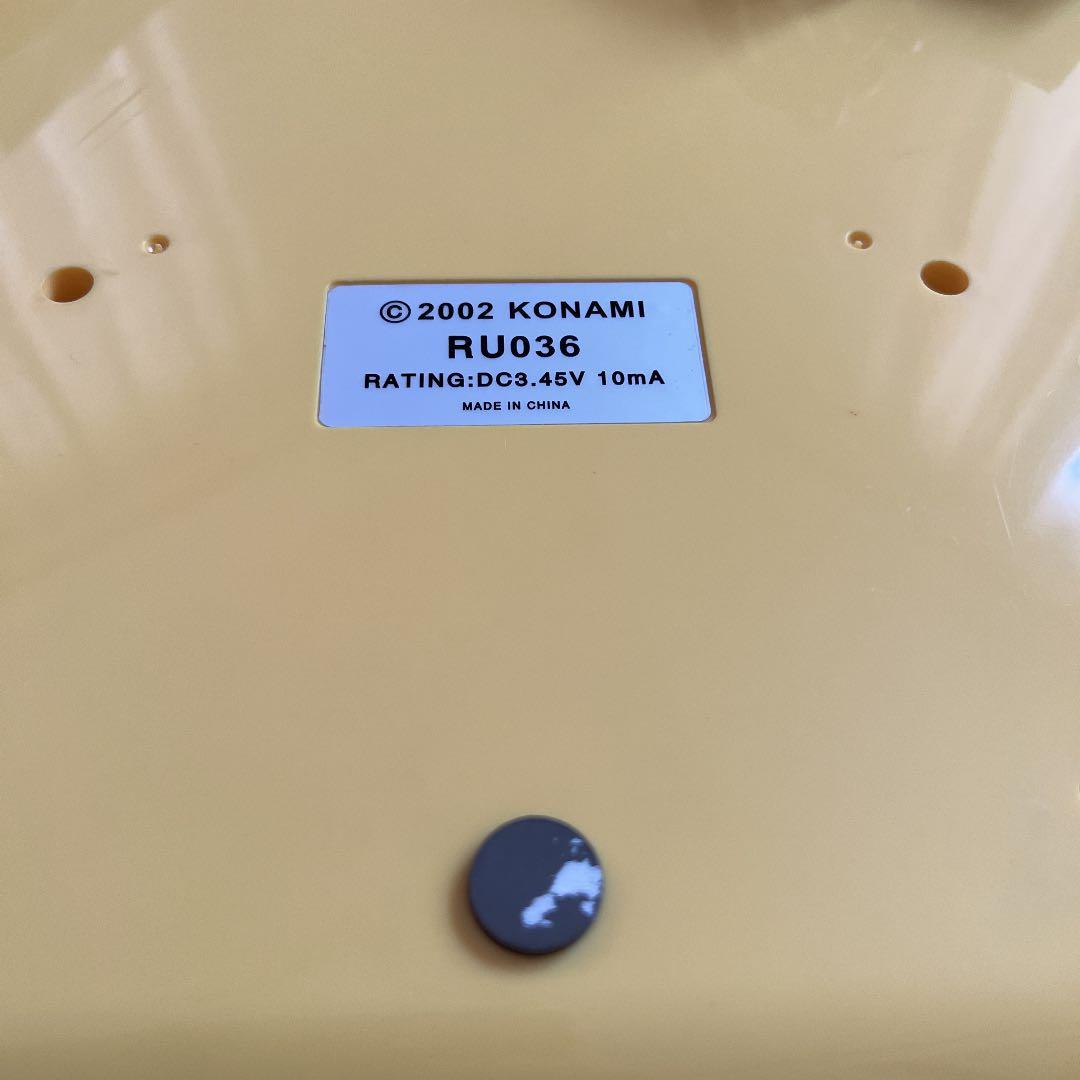 ©2002 KONAMI
RU036
RATING:DC3.45V 10mA
MADE IN CHINA